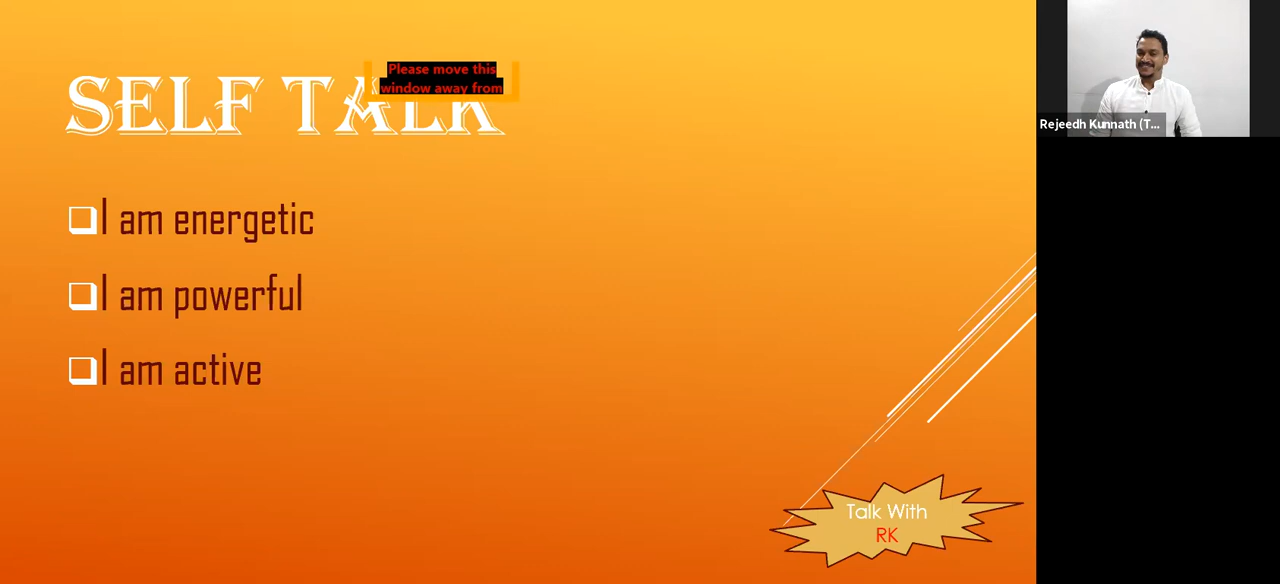 SELF TALK
Please move this
window away from
I am energetic
I am powerful
I am active
Talk With
RK
Rejeedh Kunnath (T...